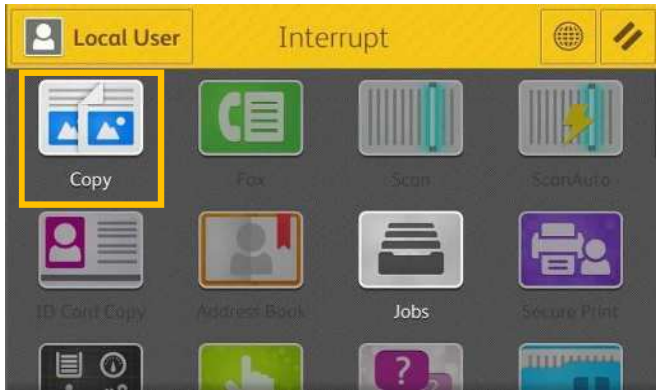 Local User
Interrupt
Copy
Fax
Scan
ScanAuto
ID Card Copy
Address Book
Jobs
Secure Print
?
?